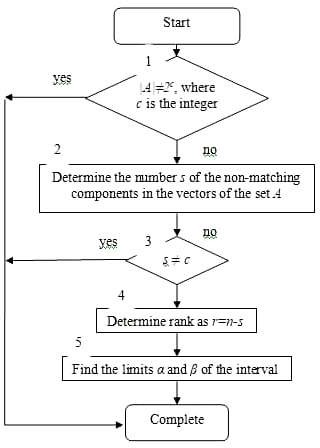 Start
1
yes
|A|≠2ᶜ, where
c is the integer
2
no
Determine the number s of the non-matching
components in the vectors of the set A
yes
3
no
s ≠ c
4
Determine rank as r=n-s
5
Find the limits α and β of the interval
Complete